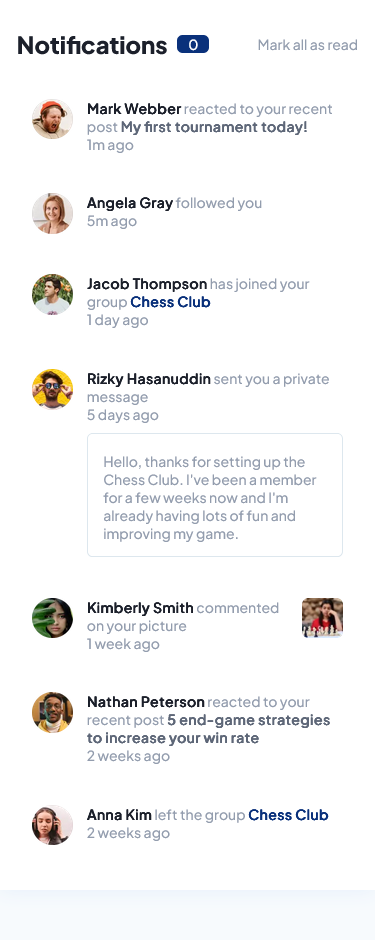 Notifications 0 Mark all as read
Mark Webber reacted to your recent
post My first tournament today!
1m ago
Angela Gray followed you
5m ago
Jacob Thompson has joined your
group Chess Club
1 day ago
Rizky Hasanuddin sent you a private
message
5 days ago
Hello, thanks for setting up the
Chess Club. I've been a member
for a few weeks now and I'm
already having lots of fun and
improving my game.
Kimberly Smith commented
on your picture
1 week ago
Nathan Peterson reacted to your
recent post 5 end-game strategies
to increase your win rate
2 weeks ago
Anna Kim left the group Chess Club
2 weeks ago